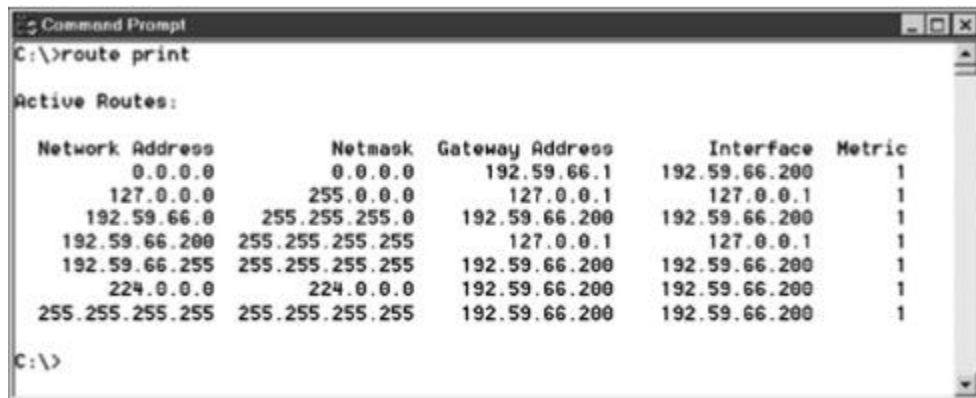 Command Prompt
C:\>route print
Active Routes:
Network Address Netmask Gateway Address Interface Metric
0.0.0.0 0.0.0.0 192.59.66.1 192.59.66.200 1
127.0.0.0 255.0.0.0 127.0.0.1 127.0.0.1 1
192.59.66.0 255.255.255.0 192.59.66.200 192.59.66.200 1
192.59.66.200 255.255.255.255 127.0.0.1 127.0.0.1 1
192.59.66.255 255.255.255.255 192.59.66.200 192.59.66.200 1
224.0.0.0 224.0.0.0 192.59.66.200 192.59.66.200 1
255.255.255.255 255.255.255.255 192.59.66.200 192.59.66.200 1
C:\>